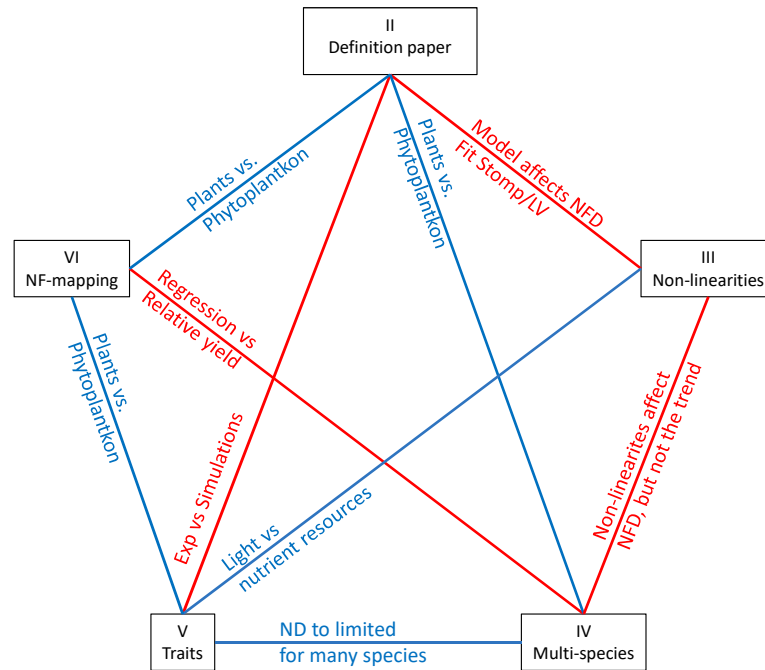 II
Definition paper
Plants vs.
Phytoplantkon
Plants vs.
Phytoplantkon
Model affects NFD
Fit Stomp/LV
VI
NF-mapping
III
Non-linearities
Regression vs
Relative yield
Plants vs.
Phytoplantkon
Exp vs Simulations
Light vs
nutrient resources
Non-linearites affect
NFD, but not the trend
V
Traits
ND to limited
for many species
IV
Multi-species